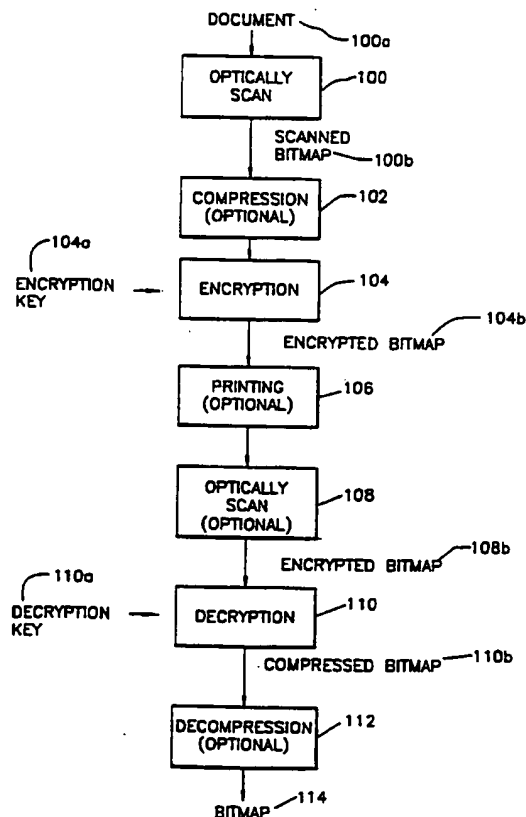 DOCUMENT
100a
OPTICALLY
SCAN
100
SCANNED
BITMAP
100b
COMPRESSION
(OPTIONAL)
102
104a
ENCRYPTION
KEY
ENCRYPTION
104
104b
ENCRYPTED BITMAP
PRINTING
(OPTIONAL)
106
OPTICALLY
SCAN
(OPTIONAL)
108
ENCRYPTED BITMAP
108b
110a
DECRYPTION
KEY
DECRYPTION
110
COMPRESSED BITMAP
110b
DECOMPRESSION
(OPTIONAL)
112
BITMAP
114